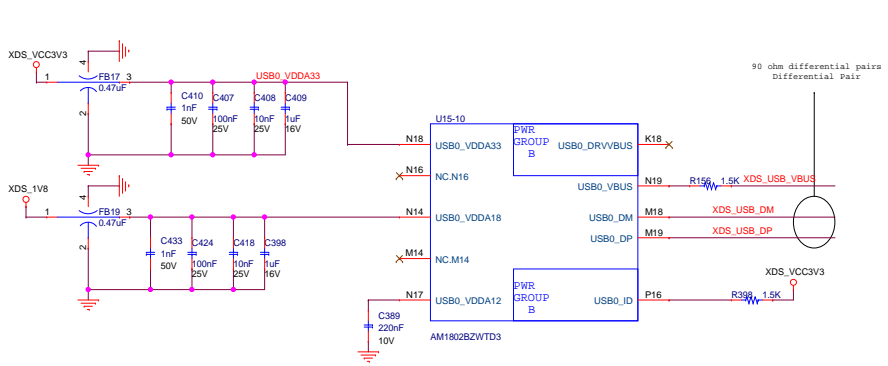 90 ohm differential pairs
Differential Pair
XDS_VCC3V3
1
4
FB17
0.47uF
3
2
USB0_VDDA33
C410
1nF
50V
C407
100nF
25V
C408
10nF
25V
C409
1uF
16V
XDS_1V8
1
4
FB19
0.47uF
3
2
C433
1nF
50V
C424
100nF
25V
C418
10nF
25V
C398
1uF
16V
C389
220nF
10V
U15-10
N18
USB0_VDDA33
N16
NC.N16
N14
USB0_VDDA18
M14
NC.M14
N17
USB0_VDDA12
PWR
GROUP
B
USB0_DRVVBUS
K18
USB0_VBUS
N19
USB0_DM
M18
USB0_DP
M19
PWR
GROUP
B
USB0_ID
P16
AM1802BZWTD3
R156
1.5K
XDS_USB_VBUS
XDS_USB_DM
XDS_USB_DP
XDS_VCC3V3
R398
1.5K